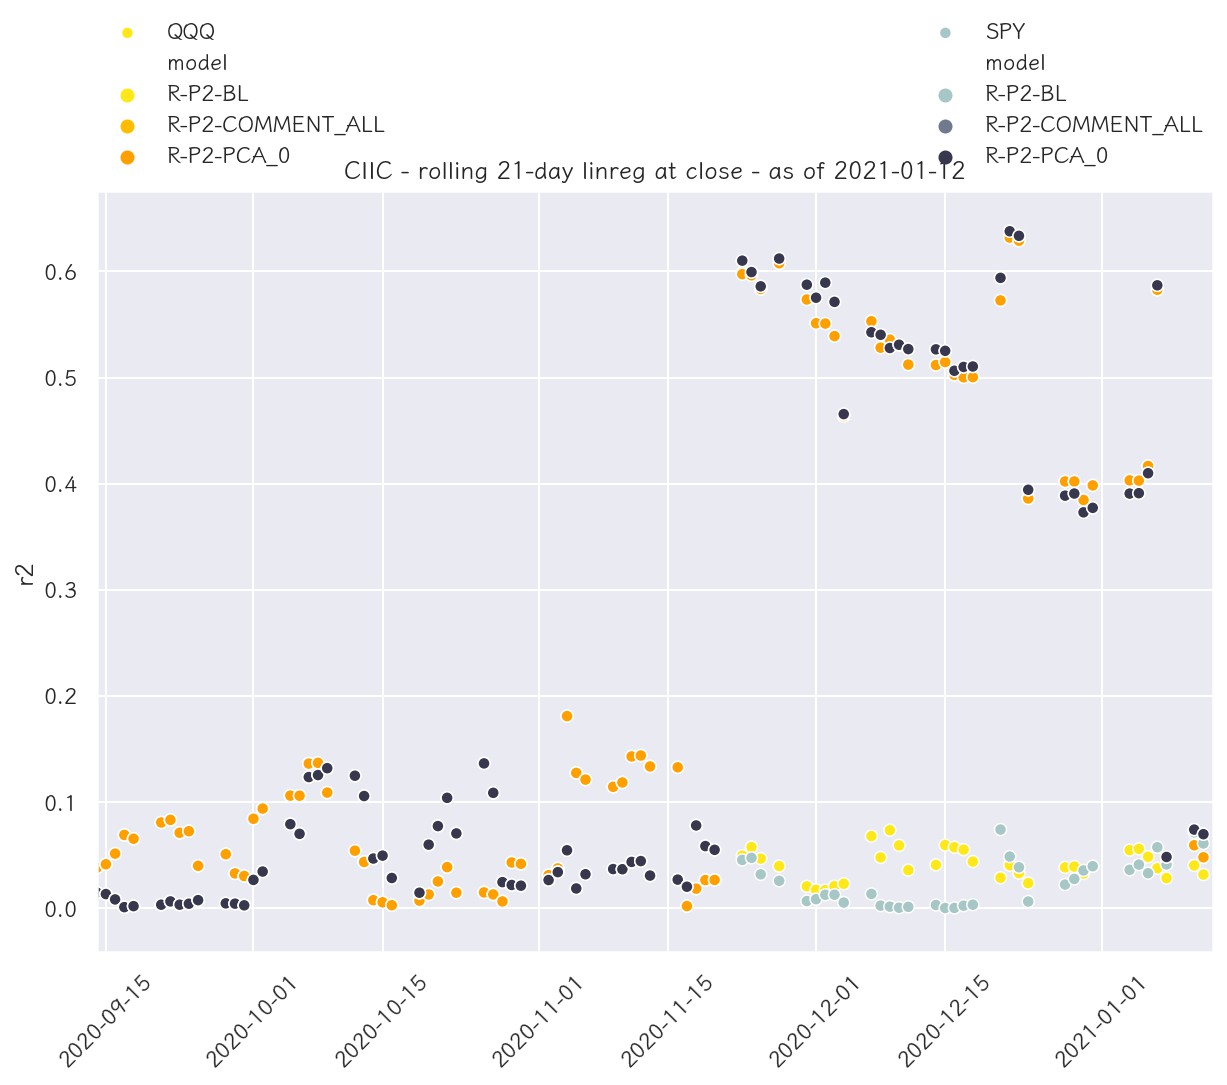 QQQ
model
R-P2-BL
R-P2-COMMENT_ALL
R-P2-PCA_0
SPY
model
R-P2-BL
R-P2-COMMENT_ALL
R-P2-PCA_0
CIIC - rolling 21-day linreg at close - as of 2021-01-12
r2
0.6
0.5
0.4
0.3
0.2
0.1
0.0
2020-09-15
2020-10-01
2020-10-15
2020-11-01
2020-11-15
2020-12-01
2020-12-15
2021-01-01